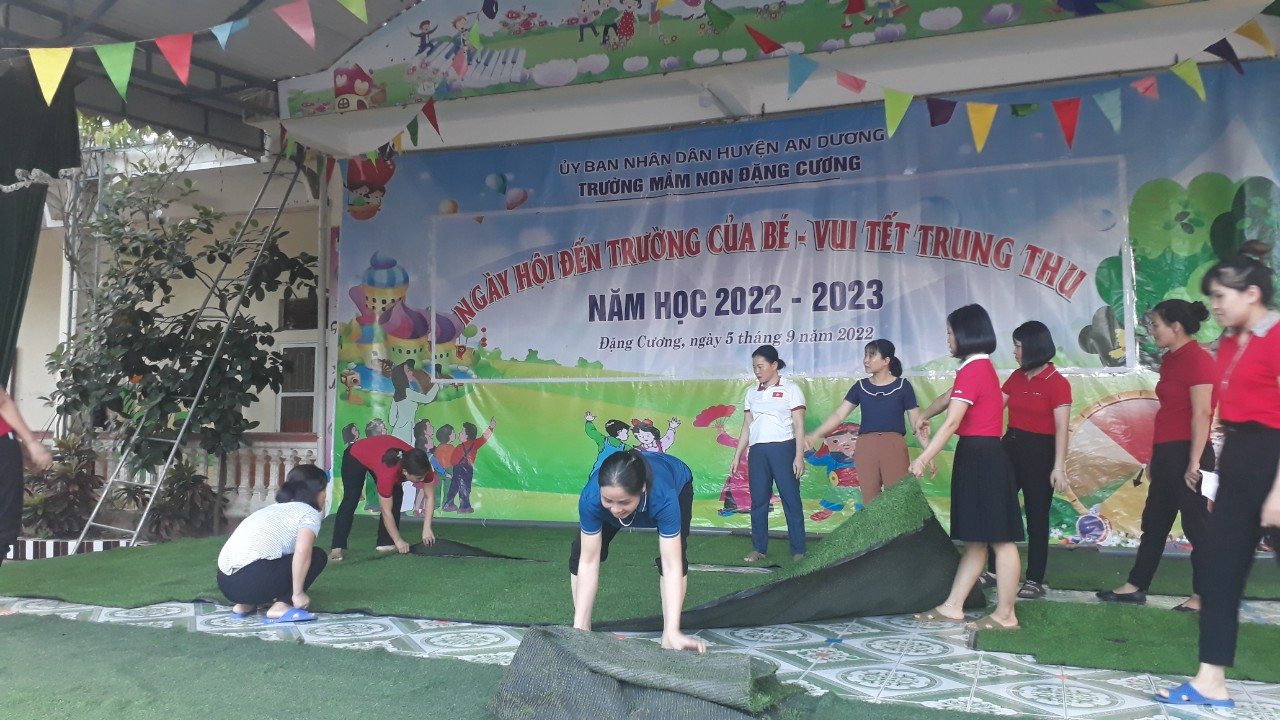 ỦY BAN NHÂN DÂN HUYỆN AN DƯƠNG
TRƯỜNG MẦM NON ĐẶNG CƯƠNG
NGÀY HỘI ĐẾN TRƯỜNG CỦA BÉ - VUI TẾT TRUNG THU
NĂM HỌC 2022 - 2023
Đặng Cương, ngày 5 tháng 9 năm 2022